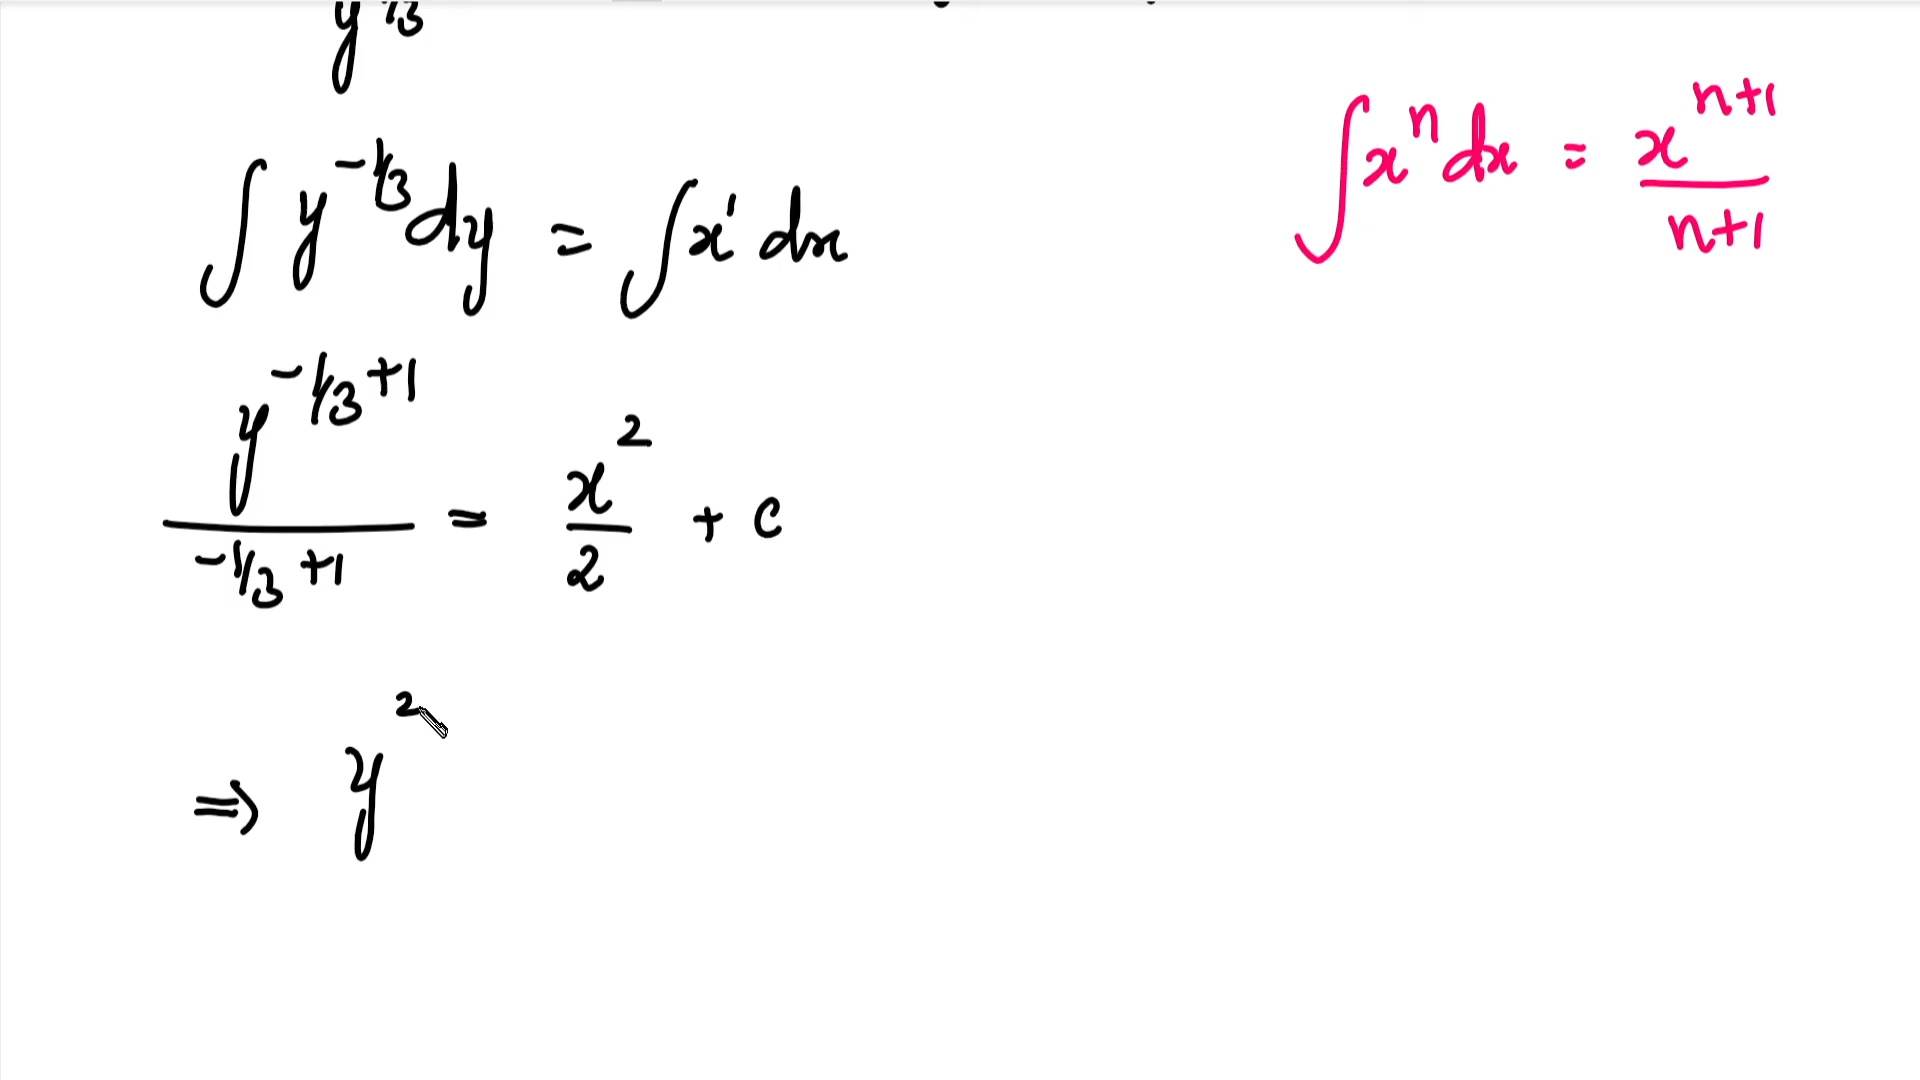 y^1/3
∫ y^-1/3 dy = ∫ x^1 dx
∫ x^n dx = x^n+1 / n+1
y^-1/3 +1 / -1/3 +1 = x^2 / 2 + c
⇒ y^2